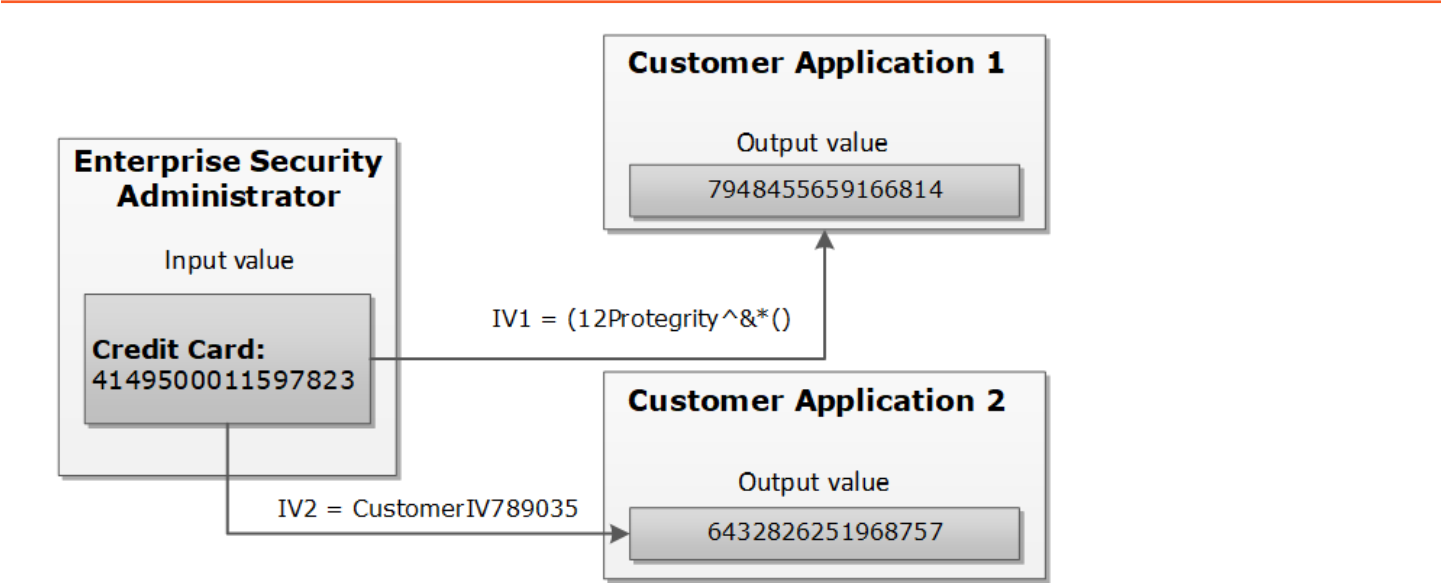 Enterprise Security
Administrator
Input value
Credit Card:
4149500011597823
IV1 = (12Protegrity^&*()
Customer Application 1
Output value
7948455659166814
IV2 = CustomerIV789035
Customer Application 2
Output value
6432826251968757